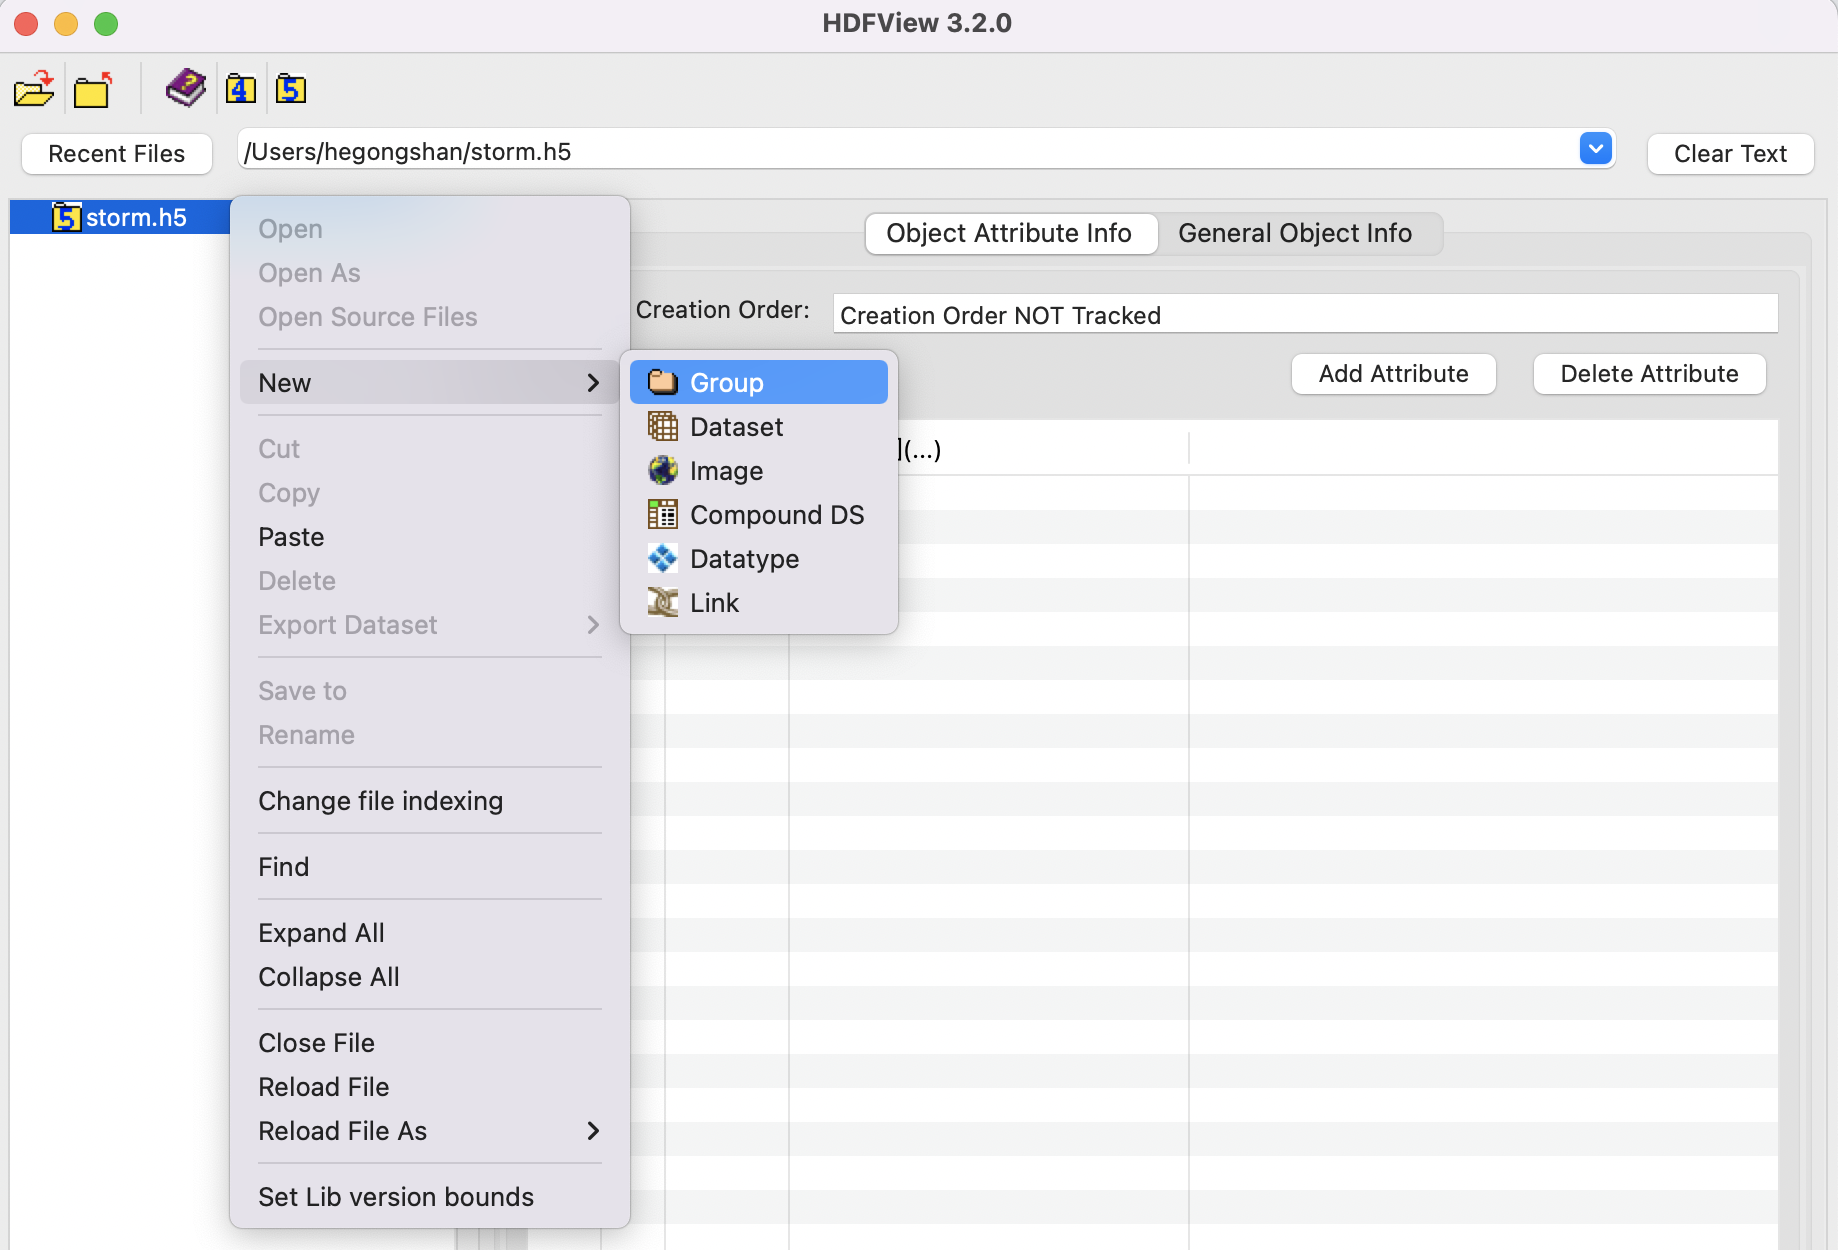 HDFView 3.2.0
4 5
Recent Files /Users/hegongshan/storm.h5 Clear Text
5 storm.h5
Object Attribute Info General Object Info
Creation Order: Creation Order NOT Tracked
Add Attribute Delete Attribute
](...)
Open
Open As
Open Source Files
New
Cut
Copy
Paste
Delete
Export Dataset
Save to
Rename
Change file indexing
Find
Expand All
Collapse All
Close File
Reload File
Reload File As
Set Lib version bounds
Group
Dataset
Image
Compound DS
Datatype
Link